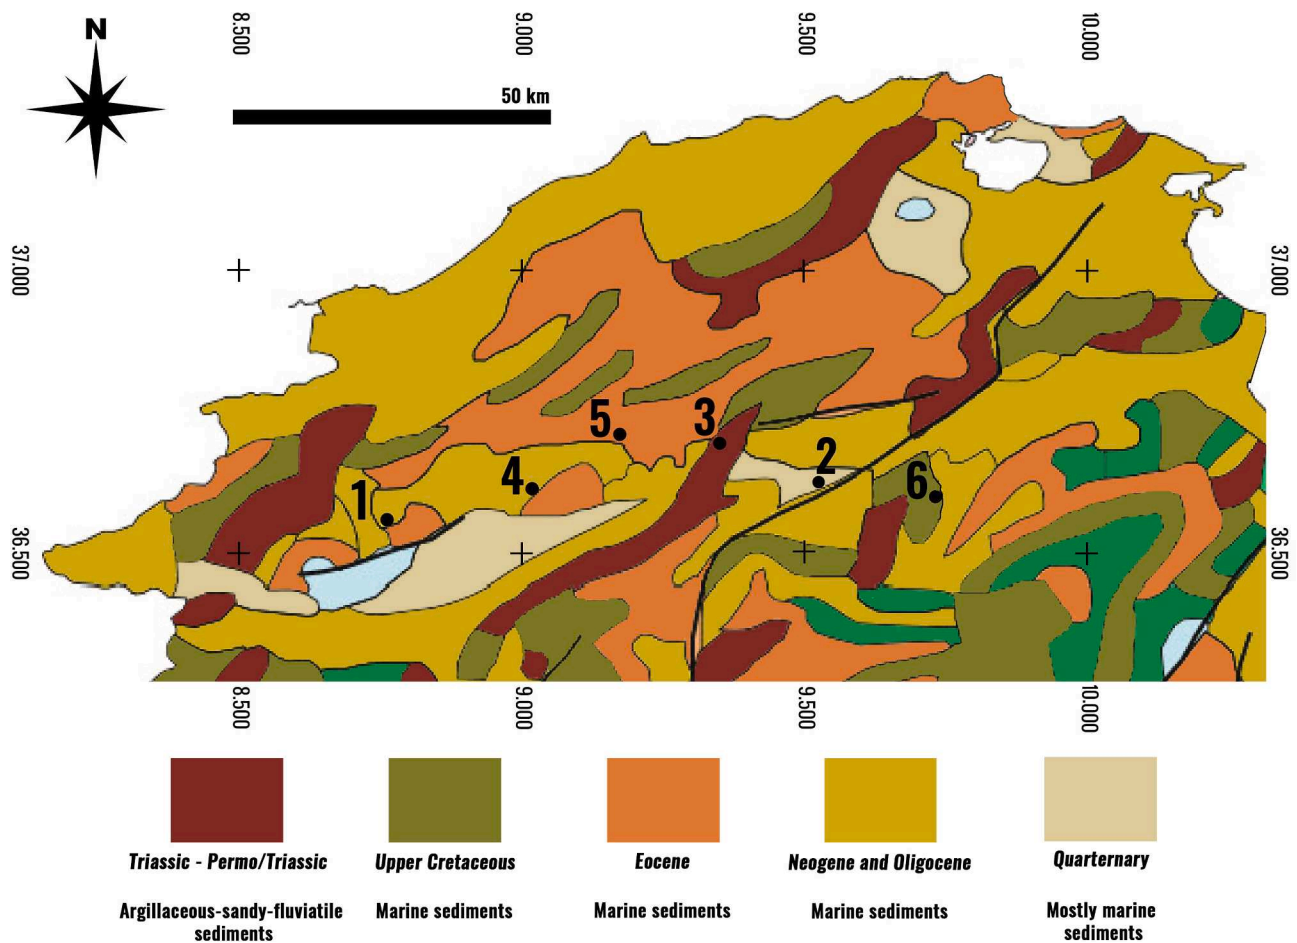 N
8.500
9.000
9.500
10.000
50 km
37.000
37.000
5
3
4
2
1
6
36.500
36.500
8.500
9.000
9.500
10.000
Triassic - Permo/Triassic
Upper Cretaceous
Eocene
Neogene and Oligocene
Quarternary
Argillaceous-sandy-fluviatile
sediments
Marine sediments
Marine sediments
Marine sediments
Mostly marine
sediments